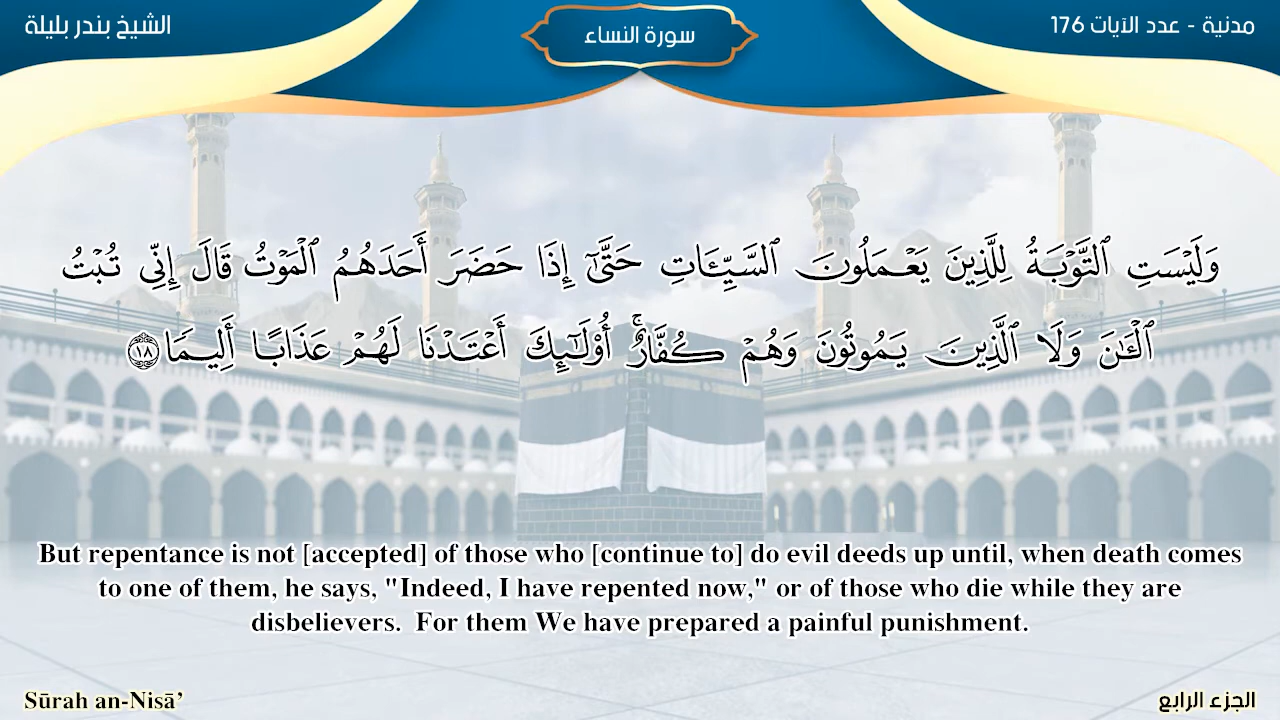 مدنية - عدد الآيات 176
سورة النساء
الشيخ بندر بليلة
وَلَيْسَتِ ٱلتَّوْبَةُ لِلَّذِينَ يَعْمَلُونَ ٱلسَّيِّـَٔاتِ حَتَّىٰٓ إِذَا حَضَرَ أَحَدَهُمُ ٱلْمَوْتُ قَالَ إِنِّى تُبْتُ
ٱلْـَٰٔنَ وَلَا ٱلَّذِينَ يَمُوتُونَ وَهُمْ كُفَّارٌ ۚ أُو۟لَـٰٓئِكَ أَعْتَدْنَا لَهُمْ عَذَابًا أَلِيمًا ١٨
But repentance is not [accepted] of those who [continue to] do evil deeds up until, when death comes
to one of them, he says, "Indeed, I have repented now," or of those who die while they are
disbelievers.  For them We have prepared a painful punishment.
Sūrah an-Nisā’
الجزء الرابع